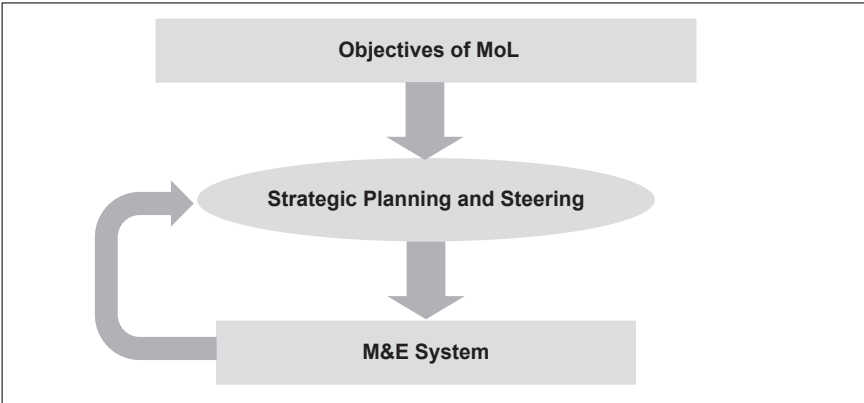 Objectives of MoL
Strategic Planning and Steering
M&E System